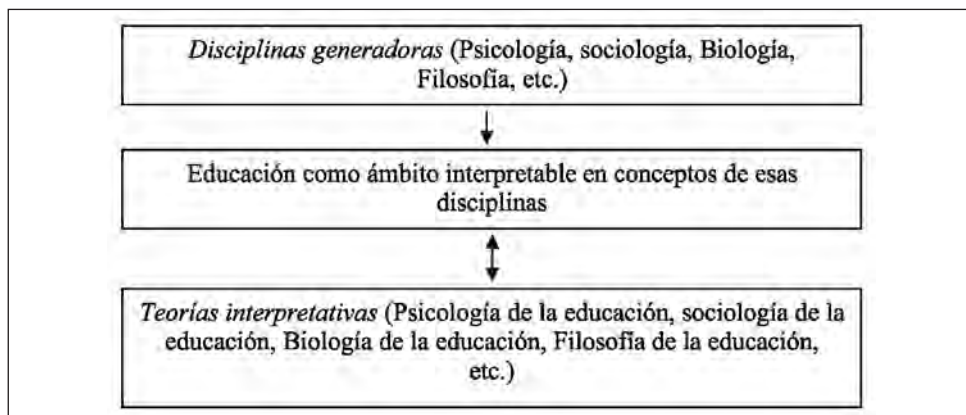 Disciplinas generadoras (Psicología, sociología, Biología,
Filosofía, etc.)
Educación como ámbito interpretable en conceptos de esas
disciplinas
Teorías interpretativas (Psicología de la educación, sociología de la
educación, Biología de la educación, Filosofía de la educación,
etc.)